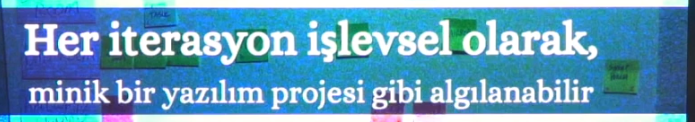 Her iterasyon işlevsel olarak,
minik bir yazılım projesi gibi algılanabilir